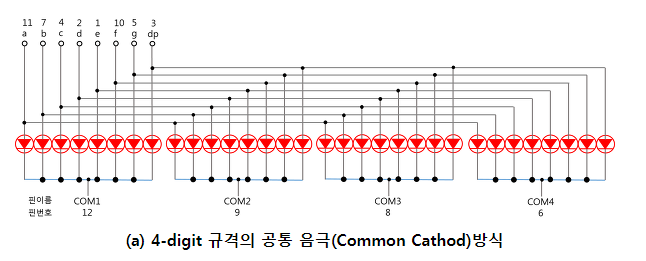 11 7 4 2 1 10 5 3
a b c d e f g dp
핀이름 COM1 COM2 COM3 COM4
핀번호 12 9 8 6
(a) 4-digit 규격의 공통 음극(Common Cathod)방식